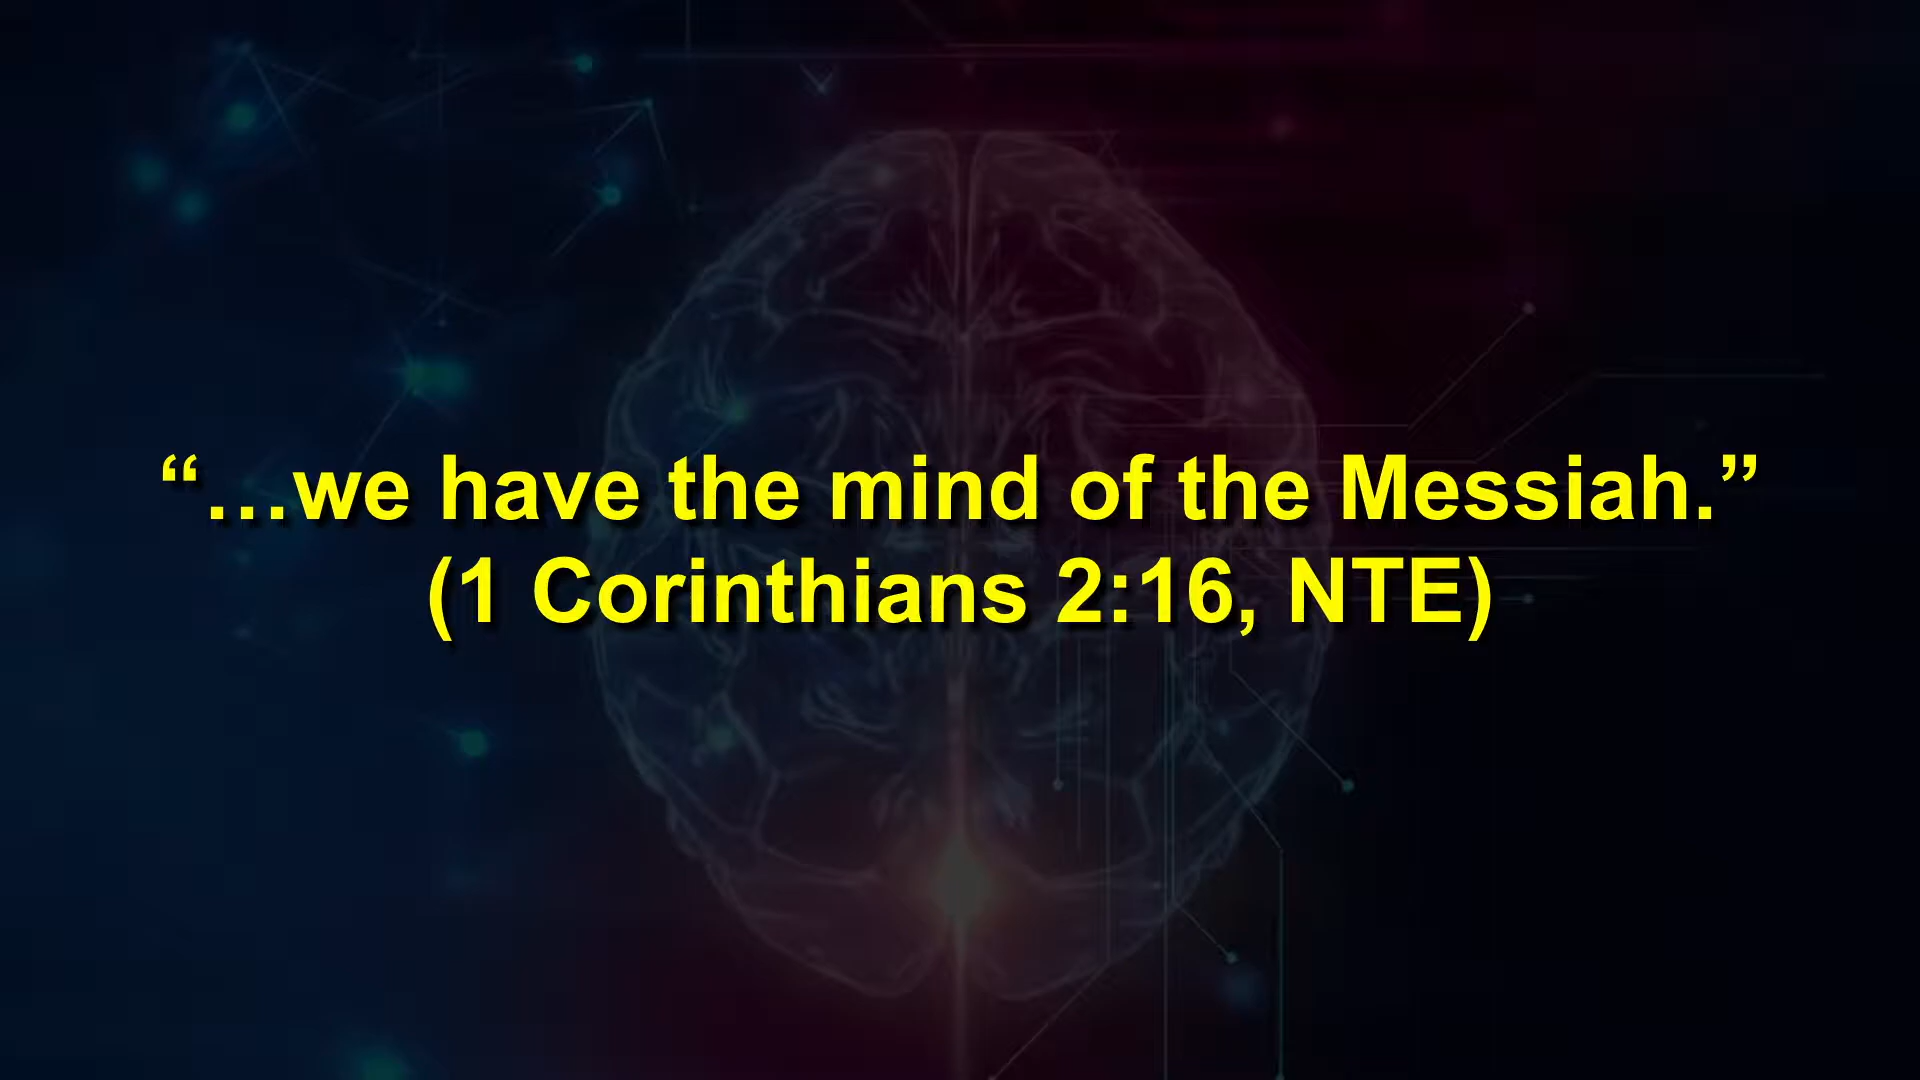 “…we have the mind of the Messiah.”
(1 Corinthians 2:16, NTE)